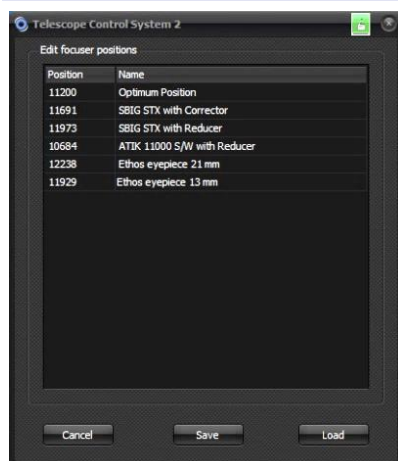 Telescope Control System 2
Edit focuser positions
Position Name
11200 Optimum Position
11691 SBIG STX with Corrector
11973 SBIG STX with Reducer
10684 ATIK 11000 S/W with Reducer
12238 Ethos eyepiece 21 mm
11929 Ethos eyepiece 13 mm
Cancel Save Load